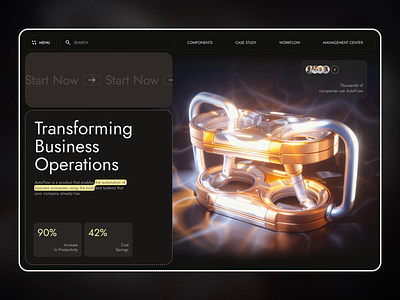 MENU
SEARCH
COMPONENTS
CASE STUDY
WORKFLOW
MANAGEMENT CENTER
Start Now → Start Now
Thousands of
companies use AutoFlow
Transforming
Business
Operations
AutoFlow is a product that enables the automation of
business processes using the tools and systems that
your company already has.
90%
Increase
In Productivity
42%
Cost
Savings